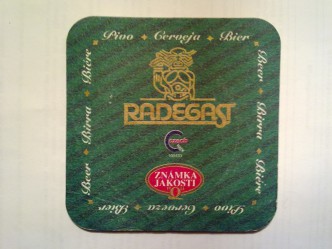 Pivo • Cerveja • Bier
Beer • Birra • Bière
RADEGAST
ZNÁMKA
JAKOSTI
Q
Pivo • Cerveza • Bier
Beer • Birra • Bière